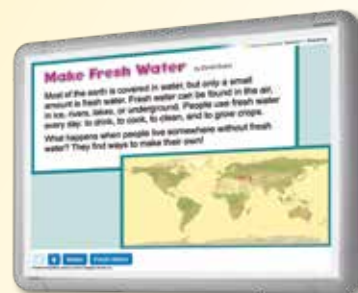 Make Fresh Water
Most of the earth is covered in water, but only a small
amount is fresh water. Fresh water can be found in the air,
in ice, rivers, lakes, or underground. People use fresh water
every day: to drink, to cook, to clean, and to grow crops.
What happens when people live somewhere without fresh
water? They find ways to make their own!